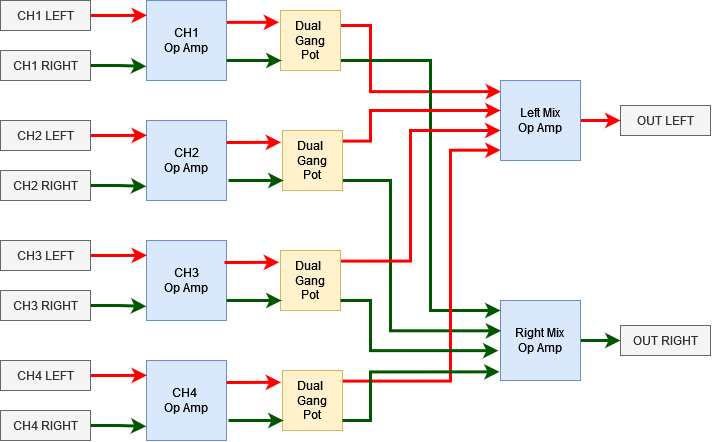 CH1 LEFT
CH1 RIGHT
CH1
Op Amp
Dual
Gang
Pot
CH2 LEFT
CH2 RIGHT
CH2
Op Amp
Dual
Gang
Pot
CH3 LEFT
CH3 RIGHT
CH3
Op Amp
Dual
Gang
Pot
CH4 LEFT
CH4 RIGHT
CH4
Op Amp
Dual
Gang
Pot
Left Mix
Op Amp
OUT LEFT
Right Mix
Op Amp
OUT RIGHT